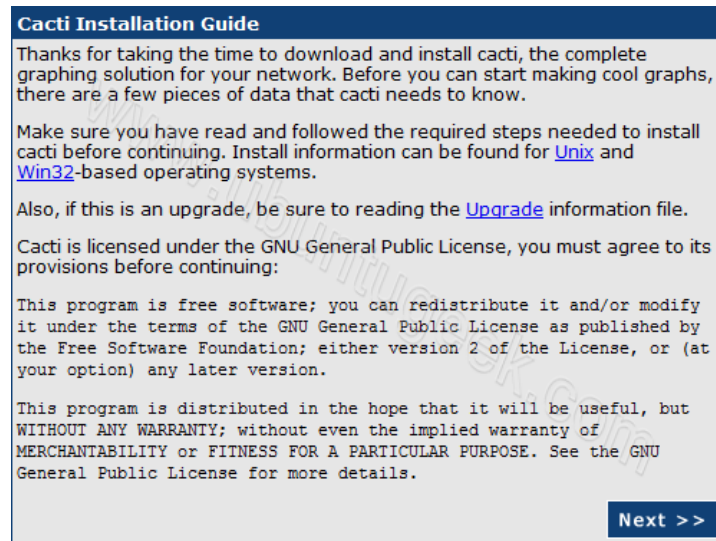 Cacti Installation Guide
Thanks for taking the time to download and install cacti, the complete
graphing solution for your network. Before you can start making cool graphs,
there are a few pieces of data that cacti needs to know.
Make sure you have read and followed the required steps needed to install
cacti before continuing. Install information can be found for Unix and
Win32-based operating systems.
Also, if this is an upgrade, be sure to reading the Upgrade information file.
Cacti is licensed under the GNU General Public License, you must agree to its
provisions before continuing:
This program is free software; you can redistribute it and/or modify
it under the terms of the GNU General Public License as published by
the Free Software Foundation; either version 2 of the License, or (at
your option) any later version.
This program is distributed in the hope that it will be useful, but
WITHOUT ANY WARRANTY; without even the implied warranty of
MERCHANTABILITY or FITNESS FOR A PARTICULAR PURPOSE. See the GNU
General Public License for more details.
Next >>
www.ubuntugeek.com